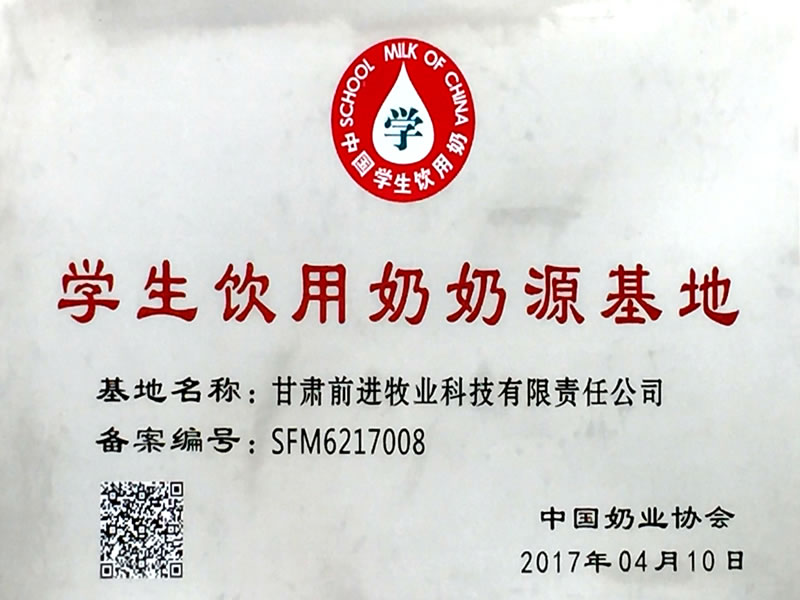 SCHOOL MILK OF CHINA
学
中国学生饮用奶
学生饮用奶奶源基地
基地名称：甘肃前进牧业科技有限责任公司
备案编号：SFM6217008
中国奶业协会
2017年04月10日